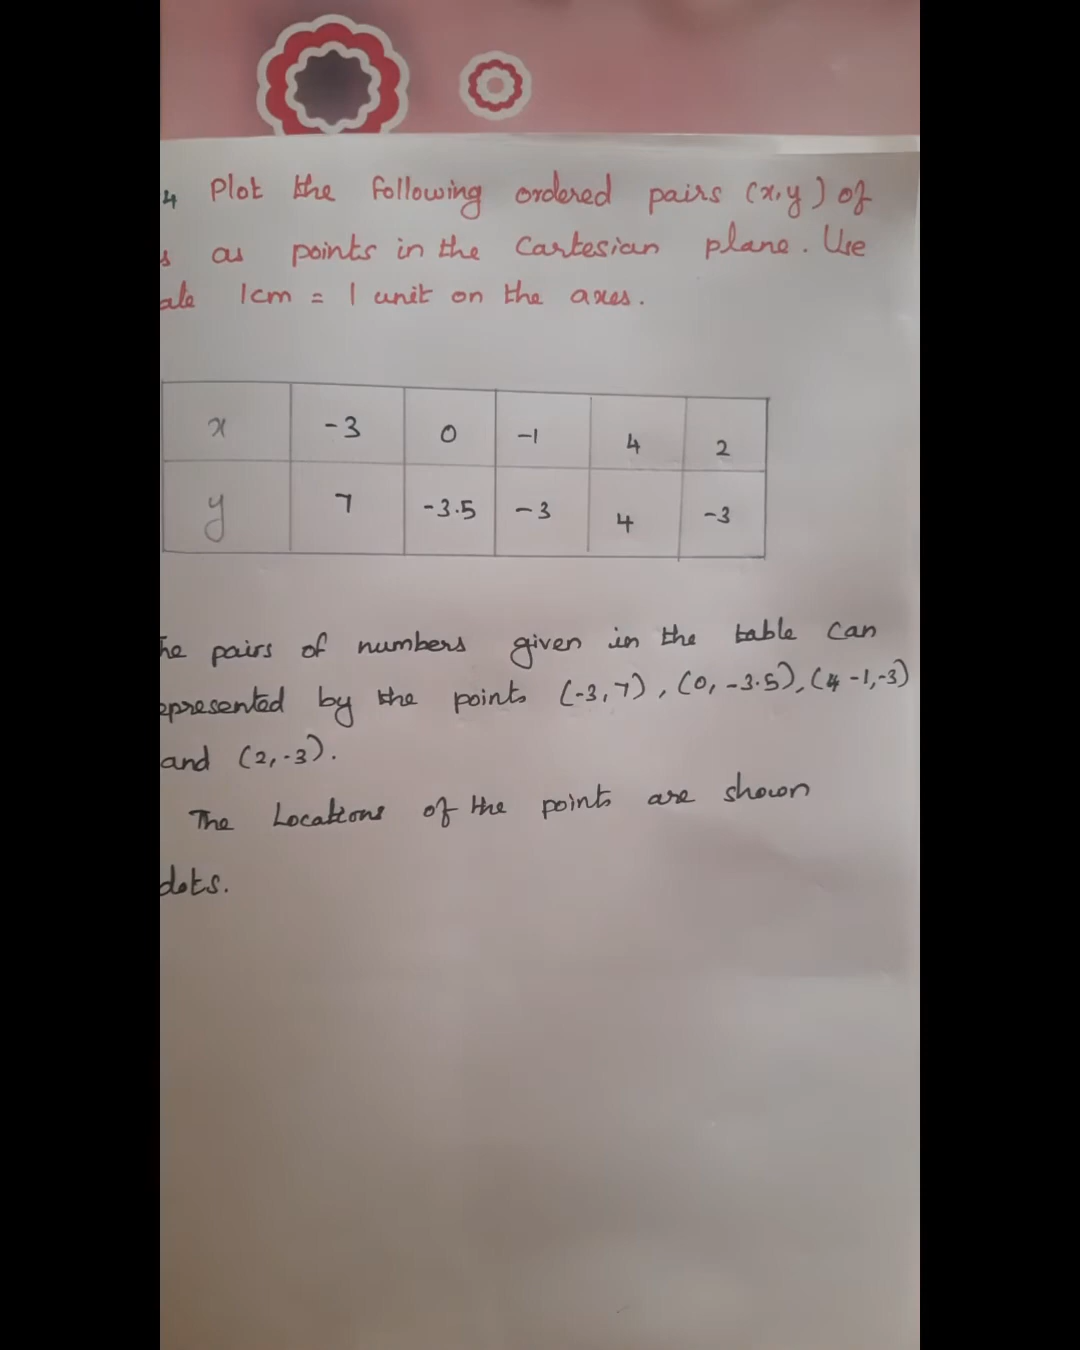 4 Plot the following ordered pairs (x,y) of
s as points in the Cartesian plane. Use
ale 1cm = 1 unit on the axes.
x -3 0 -1 4 2
y 7 -3.5 -3 4 -3
he pairs of numbers given in the table can
epresented by the points (-3,7), (0, -3.5), (4 -1,-3)
and (2,-3).
The Locations of the points are shown
dots.